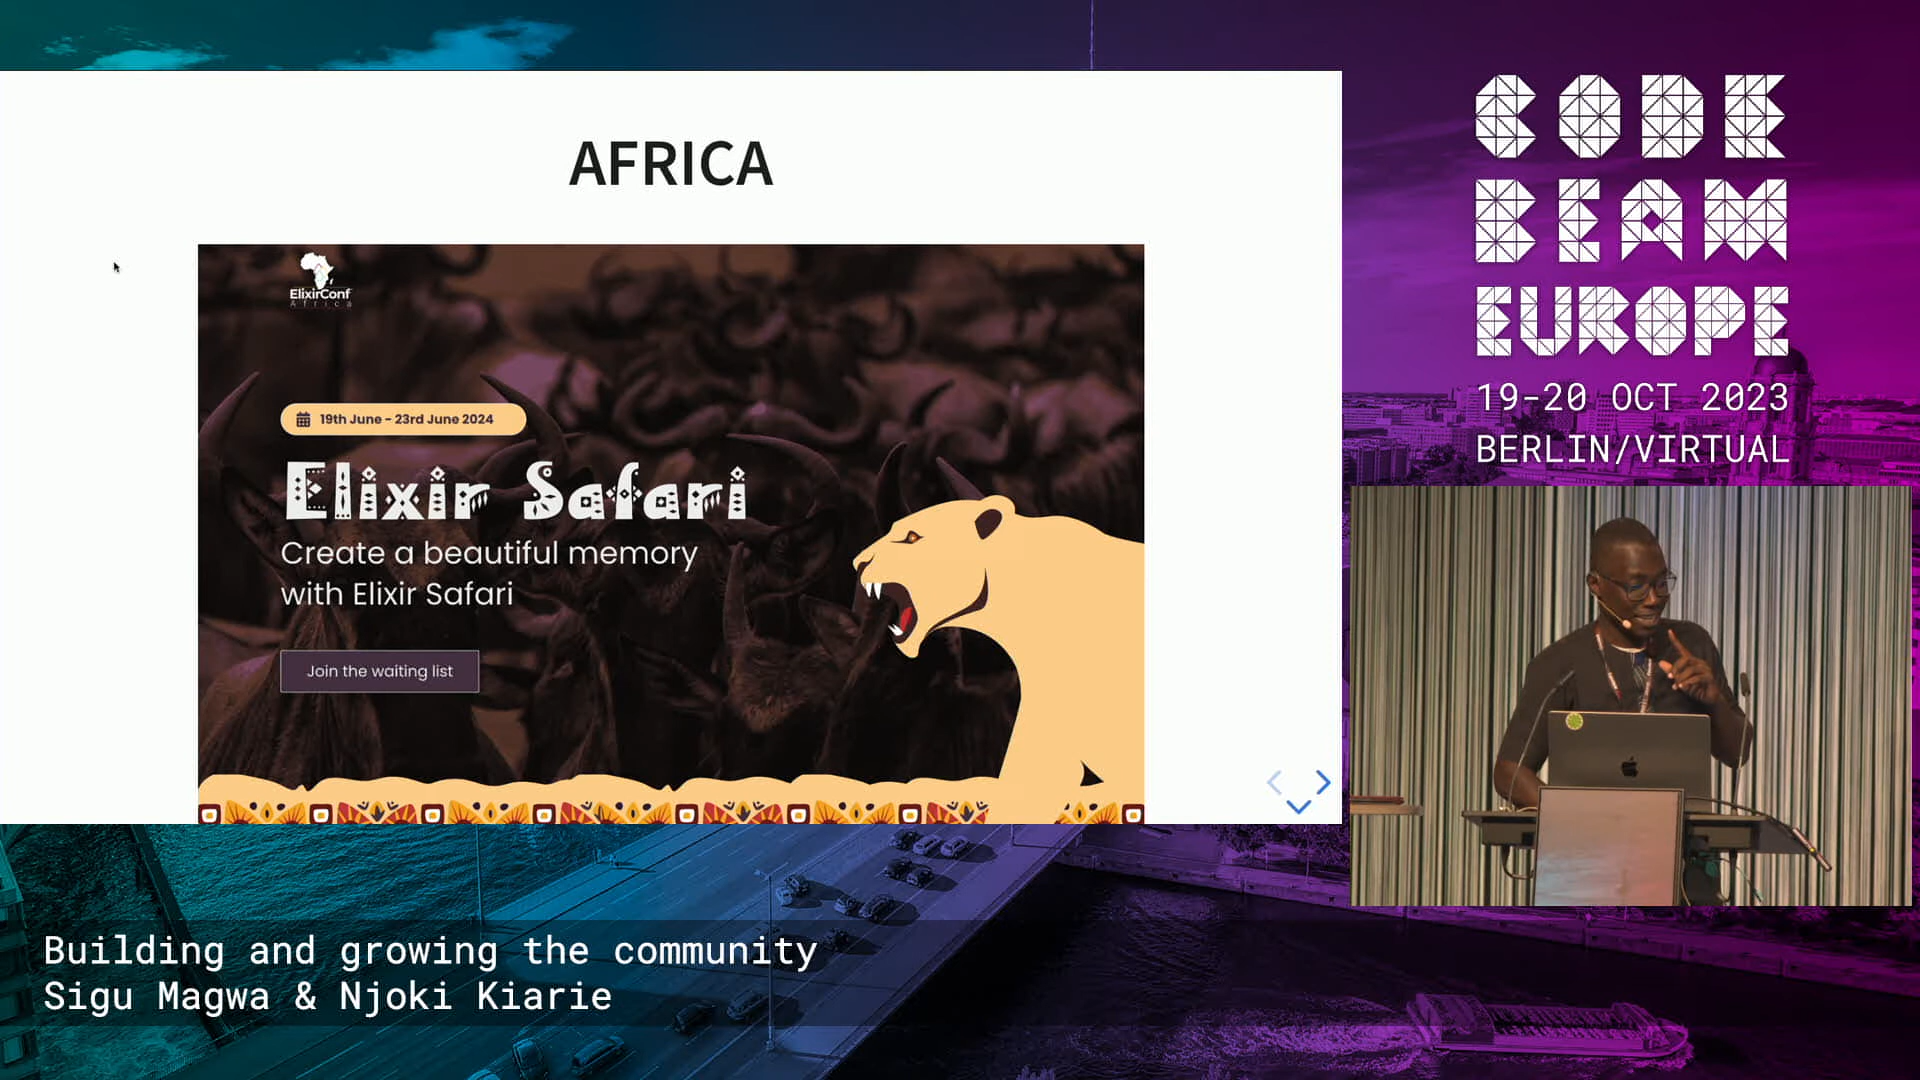 AFRICA
ElixirConf
Africa
19th June - 23rd June 2024
Elixir Safari
Create a beautiful memory
with Elixir Safari
Join the waiting list
CODE
BEAM
EUROPE
19-20 OCT 2023
BERLIN/VIRTUAL
Building and growing the community
Sigu Magwa & Njoki Kiarie